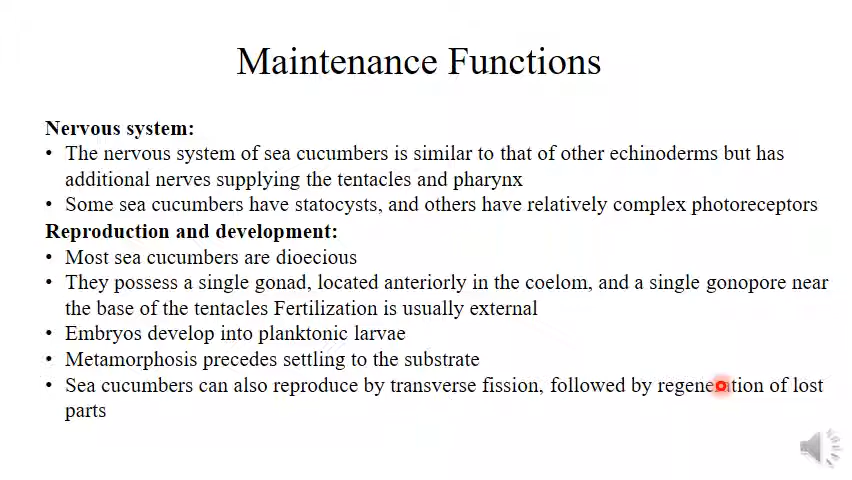 Maintenance Functions
Nervous system:
• The nervous system of sea cucumbers is similar to that of other echinoderms but has
additional nerves supplying the tentacles and pharynx
• Some sea cucumbers have statocysts, and others have relatively complex photoreceptors
Reproduction and development:
• Most sea cucumbers are dioecious
• They possess a single gonad, located anteriorly in the coelom, and a single gonopore near
the base of the tentacles Fertilization is usually external
• Embryos develop into planktonic larvae
• Metamorphosis precedes settling to the substrate
• Sea cucumbers can also reproduce by transverse fission, followed by regeneration of lost
parts